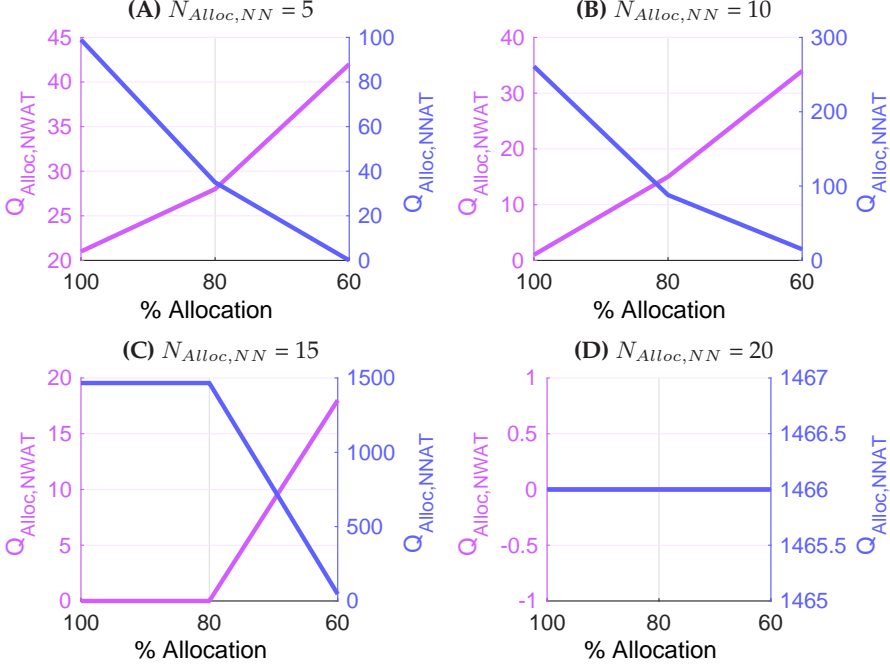 (A) N_{Alloc,NN} = 5
45
40
35
30
25
20
Q_{Alloc,NWAT}
100
80
60
40
20
0
Q_{Alloc,NNAT}
100 80 60
% Allocation
(B) N_{Alloc,NN} = 10
40
30
20
10
0
Q_{Alloc,NWAT}
300
200
100
0
Q_{Alloc,NNAT}
100 80 60
% Allocation
(C) N_{Alloc,NN} = 15
20
15
10
5
0
Q_{Alloc,NWAT}
1500
1000
500
0
Q_{Alloc,NNAT}
100 80 60
% Allocation
(D) N_{Alloc,NN} = 20
1
0.5
0
-0.5
-1
Q_{Alloc,NWAT}
1467
1466.5
1466
1465.5
1465
Q_{Alloc,NNAT}
100 80 60
% Allocation